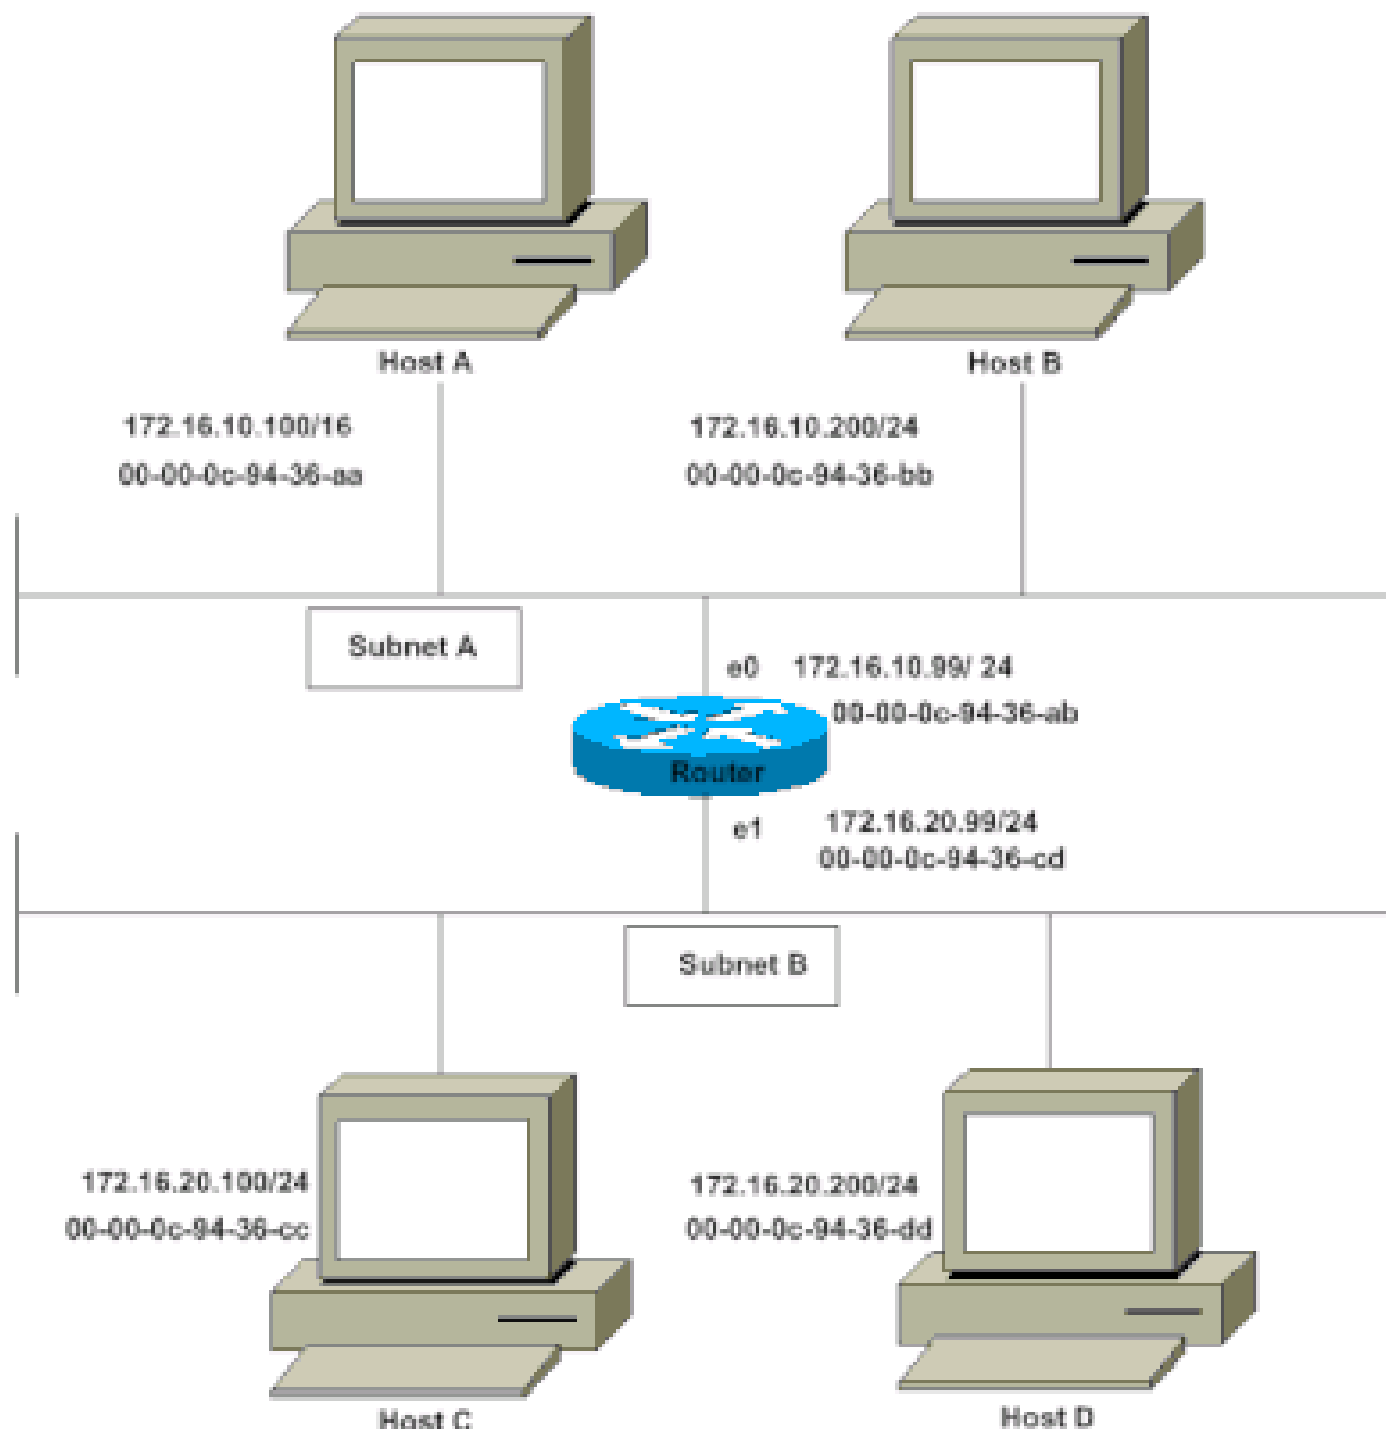 Host A
Host B
172.16.10.100/16
00-00-0c-94-36-aa
172.16.10.200/24
00-00-0c-94-36-bb
Subnet A
e0 172.16.10.99/ 24
00-00-0c-94-36-ab
Router
e1 172.16.20.99/24
00-00-0c-94-36-cd
Subnet B
172.16.20.100/24
00-00-0c-94-36-cc
172.16.20.200/24
00-00-0c-94-36-dd
Host C
Host D